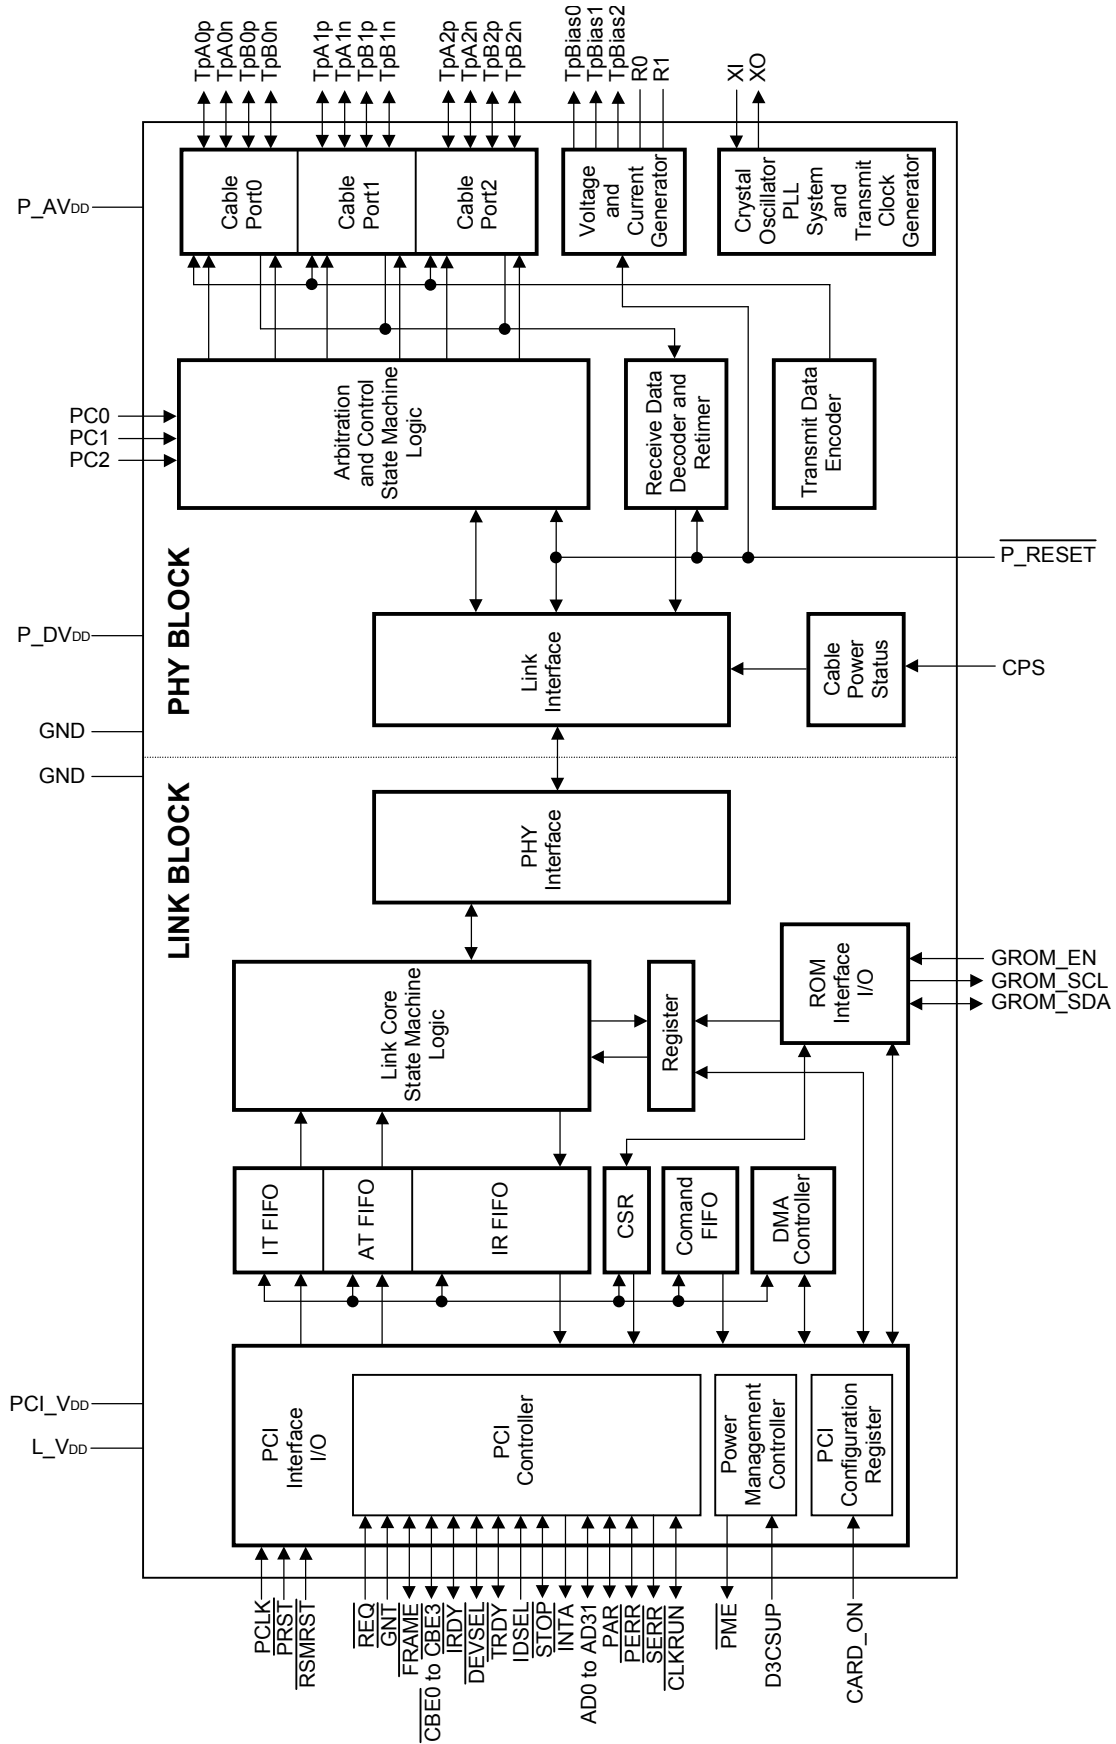 TpA0p
TpA0n
TpB0p
TpB0n
TpA1p
TpA1n
TpB1p
TpB1n
TpA2p
TpA2n
TpB2p
TpB2n
TpBias0
TpBias1
TpBias2
R0
R1
XI
XO
P_AVDD
Cable
Port0
Cable
Port1
Cable
Port2
Voltage
and
Current
Generator
Crystal
Oscillator
PLL
System
and
Transmit
Clock
Generator
PC0
PC1
PC2
Arbitration
and Control
State Machine
Logic
Receive Data
Decoder and
Retimer
Transmit Data
Encoder
P_RESET
PHY BLOCK
P_DVDD
Link
Interface
Cable
Power
Status
CPS
GND
GND
LINK BLOCK
PHY
Interface
Link Core
State Machine
Logic
Register
ROM
Interface
I/O
GROM_EN
GROM_SCL
GROM_SDA
IT FIFO
AT FIFO
IR FIFO
CSR
Comand
FIFO
DMA
Controller
PCI_VDD
L_VDD
PCI
Interface
I/O
PCI
Controller
Power
Management
Controller
PCI
Configuration
Register
PCLK
PRST
RSMRST
REQ
GNT
FRAME
CBE0 to CBE3
IRDY
DEVSEL
TRDY
IDSEL
STOP
INTA
AD0 to AD31
PAR
PERR
SERR
CLKRUN
PME
D3CSUP
CARD_ON